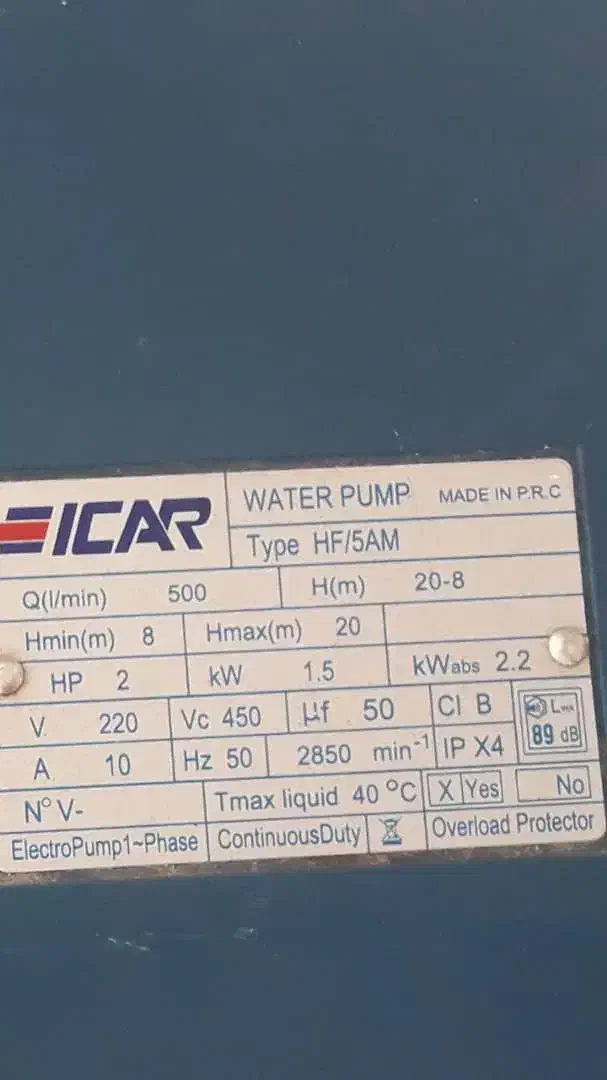 ICAR
WATER PUMP MADE IN P.R.C
Type HF/5AM
Q(l/min) 500 H(m) 20-8
Hmin(m) 8 Hmax(m) 20
HP 2 kW 1.5 kWabs 2.2
V. 220 Vc 450 µf 50 Cl B LWA
A. 10 Hz 50 2850 min-1 IP X4 89 dB
N° V- Tmax liquid 40 °C X Yes No
ElectroPump1~Phase ContinuousDuty Overload Protector